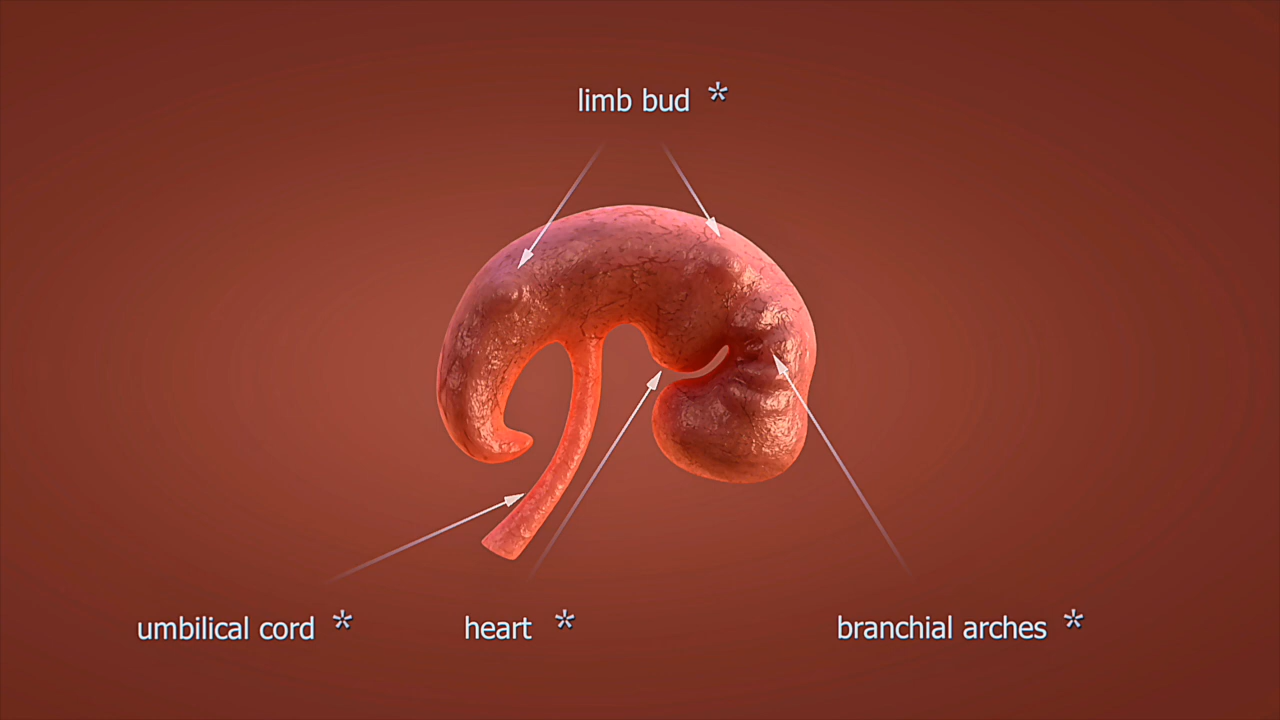 limb bud *
umbilical cord *
heart *
branchial arches *